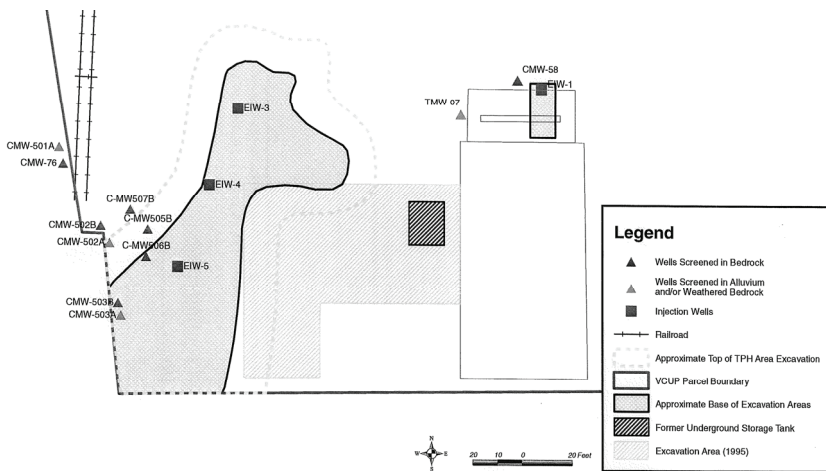 CMW-58
EIW-1
TMW 07
EIW-3
CMW-501A
CMW-76
EIW-4
C-MW507B
C-MW505B
CMW-502B
CMW-502A
C-MW506B
EIW-5
CMW-503B
CMW-503A
Legend
Wells Screened in Bedrock
Wells Screened in Alluvium
and/or Weathered Bedrock
Injection Wells
Railroad
Approximate Top of TPH Area Excavation
VCUP Parcel Boundary
Approximate Base of Excavation Areas
Former Underground Storage Tank
Excavation Area (1995)
N
W E
S
20 0 20 Feet